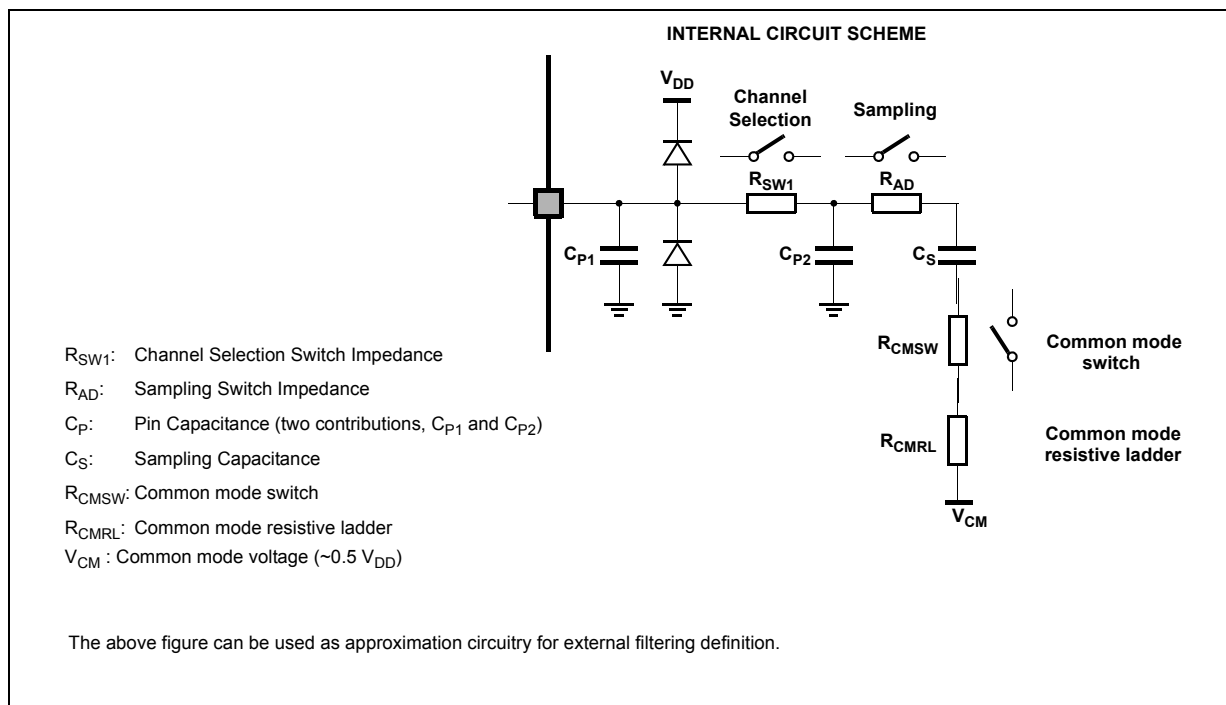 INTERNAL CIRCUIT SCHEME
VDD
Channel
Selection
Sampling
RSW1
RAD
CP1
CP2
CS
RCMSW
Common mode
switch
RCMRL
Common mode
resistive ladder
VCM
RSW1: Channel Selection Switch Impedance
RAD: Sampling Switch Impedance
CP: Pin Capacitance (two contributions, CP1 and CP2)
CS: Sampling Capacitance
RCMSW: Common mode switch
RCMRL: Common mode resistive ladder
VCM : Common mode voltage (~0.5 VDD)
The above figure can be used as approximation circuitry for external filtering definition.